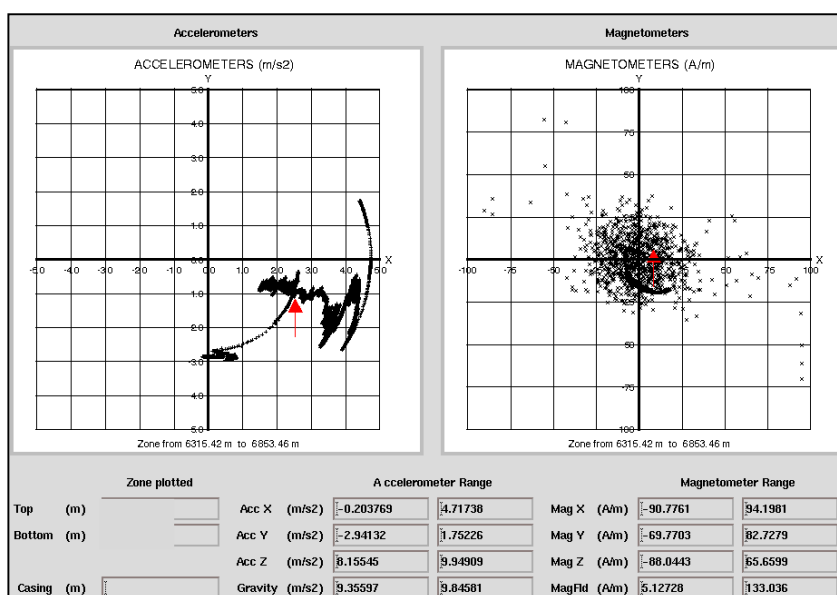 Accelerometers
Magnetometers
ACCELEROMETERS (m/s2)
Y
5.0
4.0
3.0
2.0
1.0
X
-5.0 -4.0 -3.0 -2.0 -1.0 0.0 1.0 2.0 3.0 4.0 5.0
1.0
2.0
3.0
4.0
5.0
Zone from 6315.42 m to 6853.46 m
MAGNETOMETERS (A/m)
Y
100
75
50
X
-100 -75 -50 -25 0 25 50 75 100
50
-75
100
Zone from 6315.42 m to 6853.46 m
Zone plotted
A ccelerometer Range
Magnetometer Range
Top (m) Acc X (m/s2) -0.203769 4.71738 Mag X (A/m) -90.7761 94.1981
Bottom (m) Acc Y (m/s2) -2.94132 1.75226 Mag Y (A/m) -69.7703 82.7279
Acc Z (m/s2) 8.15545 9.94909 Mag Z (A/m) -88.0443 65.6599
Casing (m) Gravity (m/s2) 9.35597 9.84581 MagFld (A/m) 5.12728 133.036